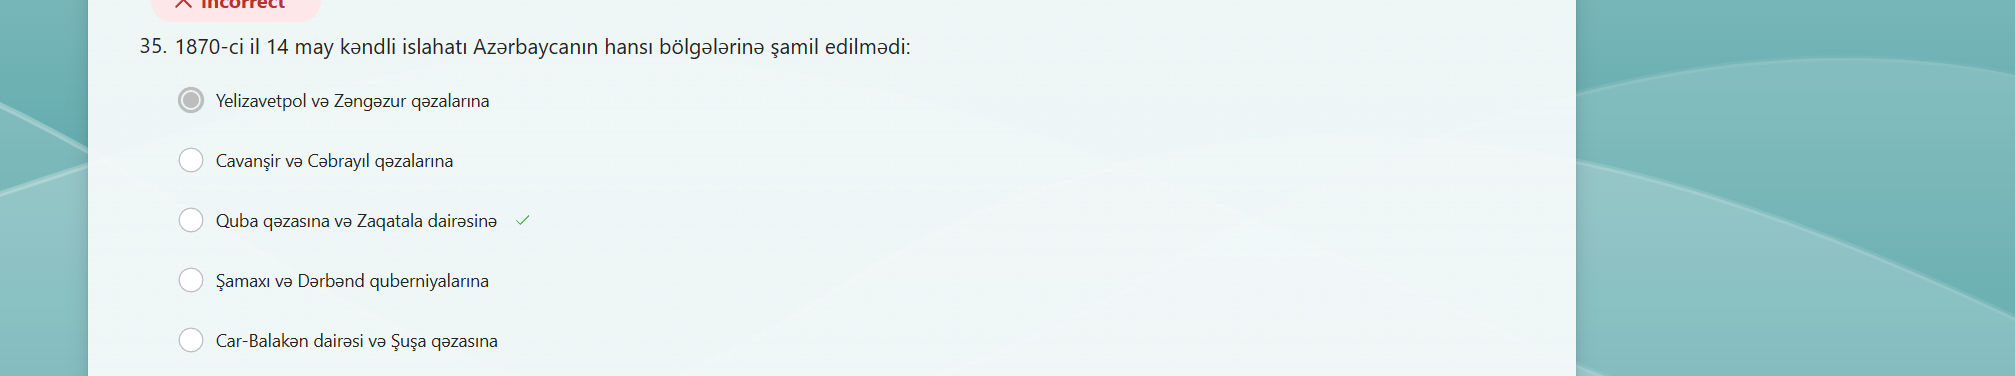 Incorrect
35. 1870-ci il 14 may kəndli islahatı Azərbaycanın hansı bölgələrinə şamil edilmədi:
Yelizavetpol və Zəngəzur qəzalarına
Cavanşir və Cəbrayıl qəzalarına
Quba qəzasına və Zaqatala dairəsinə
Şamaxı və Dərbənd quberniyalarına
Car-Balakən dairəsi və Şuşa qəzasına